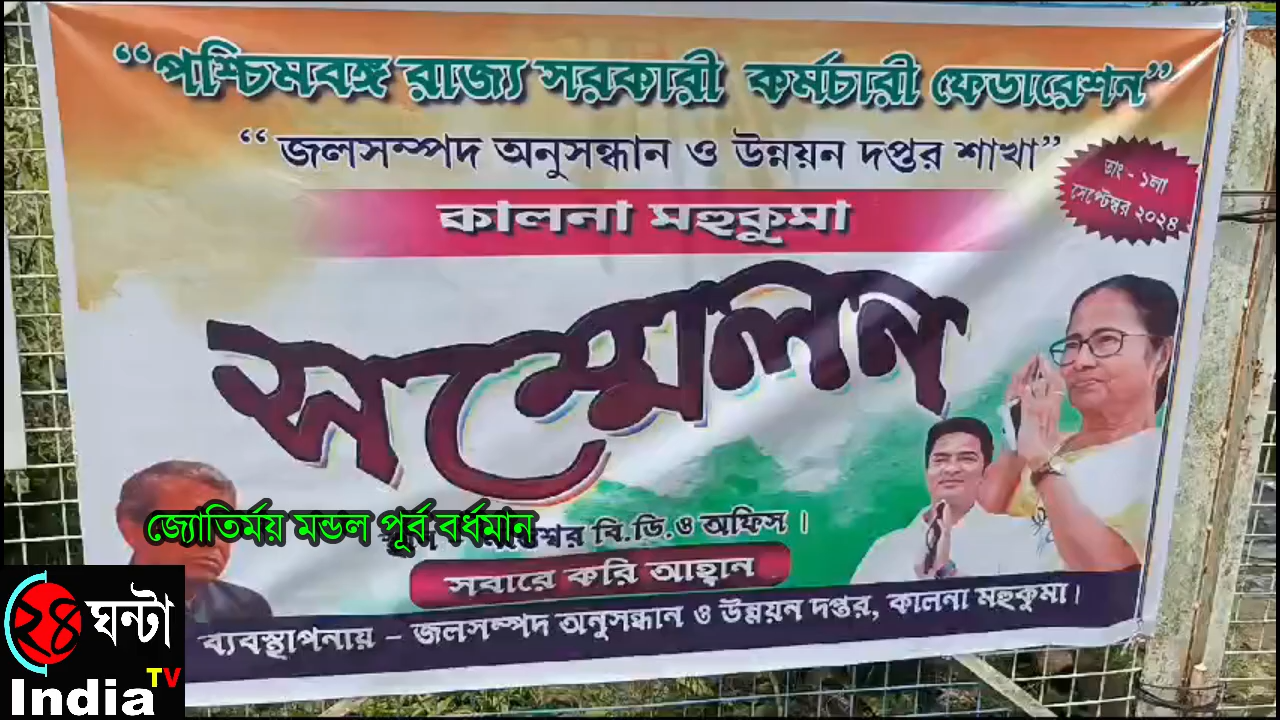 “পশ্চিমবঙ্গ রাজ্য সরকারী কর্মচারী ফেডারেশন”
“জলসম্পদ অনুসন্ধান ও উন্নয়ন দপ্তর শাখা”
তাং - ১লা
সেপ্টেম্বর ২০২৪
কালনা মহুকুমা
সম্মেলন
জ্যোতির্ময় মন্ডল পূর্ব বর্ধমান
বি.ডি.ও অফিস।
সবারে করি আহ্বান
ব্যবস্থাপনায় – জলসম্পদ অনুসন্ধান ও উন্নয়ন দপ্তর, কালনা মহুকুমা।
২৪ ঘন্টা
TV
India